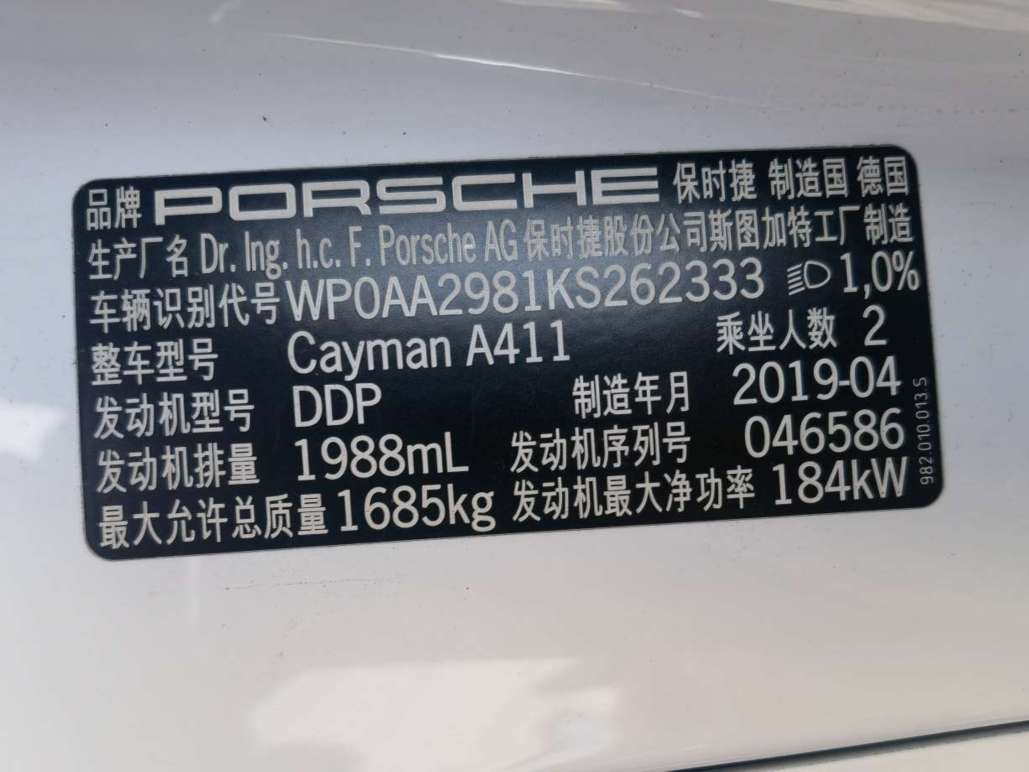 品牌 PORSCHE 保时捷 制造国 德国
生产厂名 Dr. Ing. h.c. F. Porsche AG 保时捷股份公司斯图加特工厂制造
车辆识别代号 WP0AA2981KS262333 1,0%
整车型号 Cayman A411 乘坐人数 2
发动机型号 DDP 制造年月 2019-04
发动机排量 1988mL 发动机序列号 046586
最大允许总质量 1685kg 发动机最大净功率 184kW
982.010.013.S